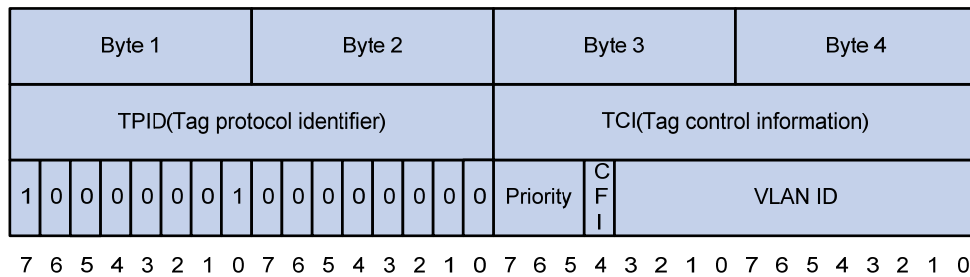 Byte 1 Byte 2 Byte 3 Byte 4
TPID(Tag protocol identifier) TCI(Tag control information)
1 0 0 0 0 0 0 1 0 0 0 0 0 0 0 0 Priority CFI VLAN ID
7 6 5 4 3 2 1 0 7 6 5 4 3 2 1 0 7 6 5 4 3 2 1 0 7 6 5 4 3 2 1 0